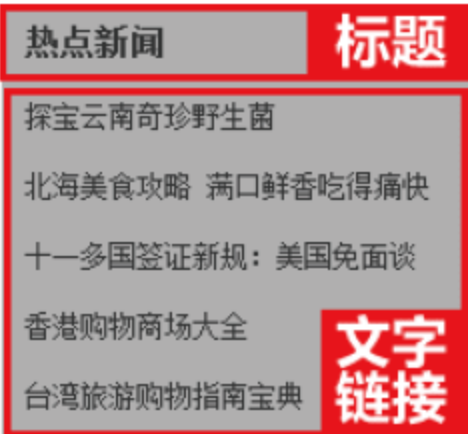 热点新闻
标题
探宝云南奇珍野生菌
北海美食攻略 满口鲜香吃得痛快
十一多国签证新规：美国免面谈
香港购物商场大全
台湾旅游购物指南宝典
文字
链接